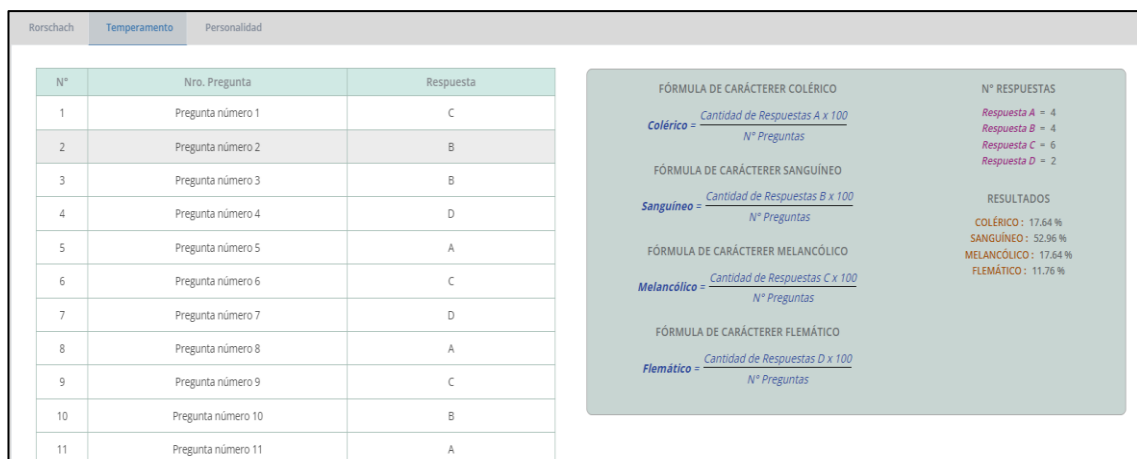 Rorschach Temperamento Personalidad
N° Nro. Pregunta Respuesta
1 Pregunta número 1 C
2 Pregunta número 2 B
3 Pregunta número 3 B
4 Pregunta número 4 D
5 Pregunta número 5 A
6 Pregunta número 6 C
7 Pregunta número 7 D
8 Pregunta número 8 A
9 Pregunta número 9 C
10 Pregunta número 10 B
11 Pregunta número 11 A
FÓRMULA DE CARÁCTERER COLÉRICO
Colérico = Cantidad de Respuestas A x 100
N° Preguntas
FÓRMULA DE CARÁCTERER SANGUÍNEO
Sanguíneo = Cantidad de Respuestas B x 100
N° Preguntas
FÓRMULA DE CARÁCTERER MELANCÓLICO
Melancólico = Cantidad de Respuestas C x 100
N° Preguntas
FÓRMULA DE CARÁCTERER FLEMÁTICO
Flemático = Cantidad de Respuestas D x 100
N° Preguntas
N° RESPUESTAS
Respuesta A = 4
Respuesta B = 4
Respuesta C = 6
Respuesta D = 2
RESULTADOS
COLÉRICO : 17.64 %
SANGUÍNEO : 52.96 %
MELANCÓLICO : 17.64 %
FLEMÁTICO : 11.76 %